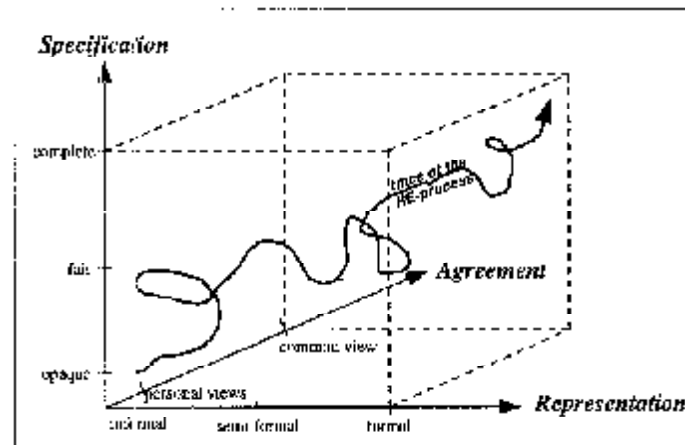 Specification
complete
trace of the
RE-process
fair
Agreement
common view
opaque
personal views
Representation
informal
semi-formal
formal